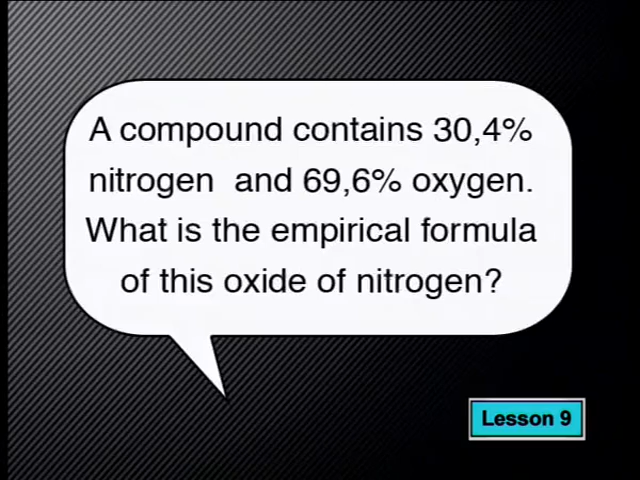 A compound contains 30,4%
nitrogen and 69,6% oxygen.
What is the empirical formula
of this oxide of nitrogen?
Lesson 9